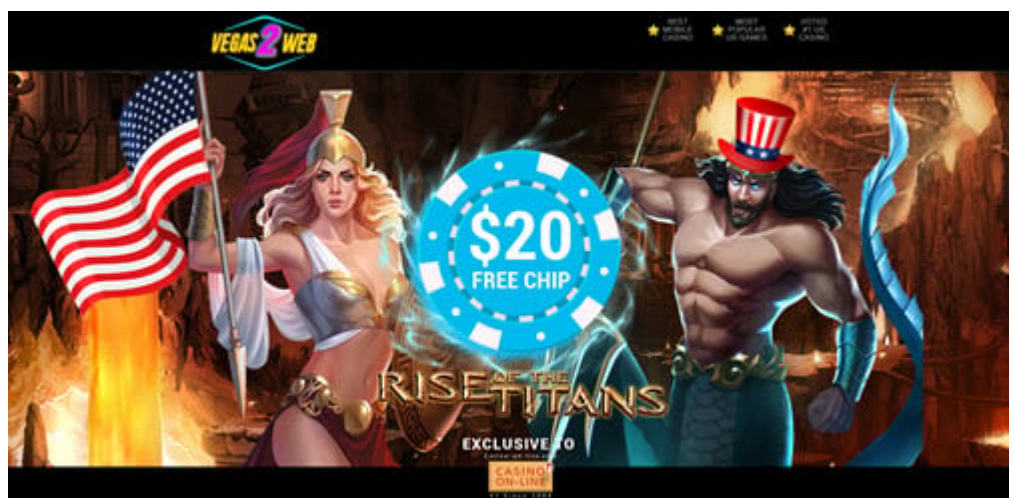 VEGAS 2 WEB
BEST
MOBILE
CASINO
MOST
POPULAR
US GAMES
VOTED
#1 US
CASINO
$20
FREE CHIP
RISE OF THE
TITANS
EXCLUSIVE TO
CASINO
ON-LINE